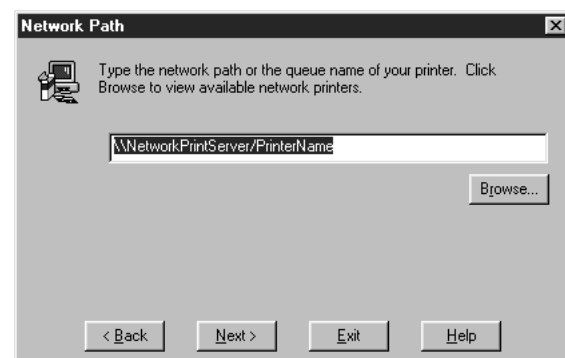 Network Path
Type the network path or the queue name of your printer. Click
Browse to view available network printers.
\\NetworkPrintServer/PrinterName
Browse...
< Back Next > Exit Help